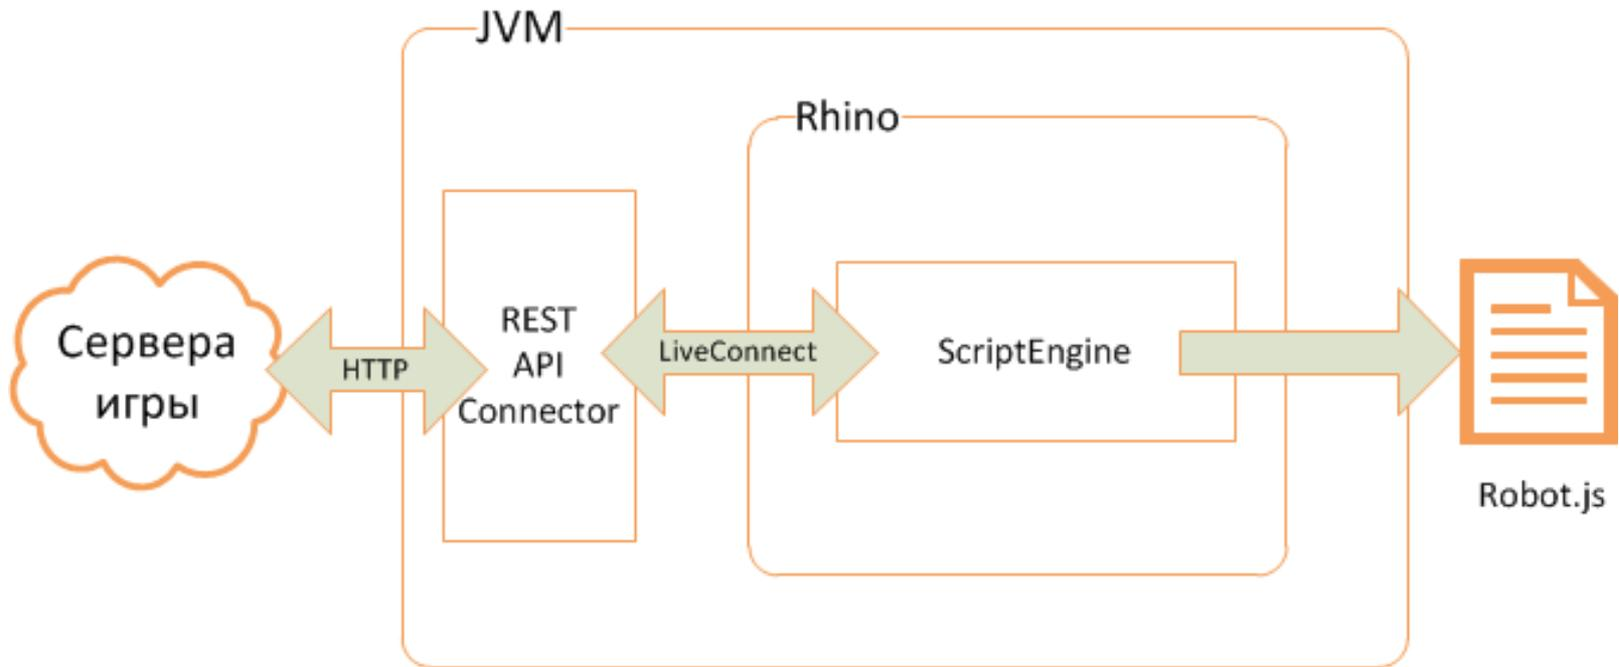 JVM
Rhino
Сервера
игры
HTTP
REST
API
Connector
LiveConnect
ScriptEngine
Robot.js